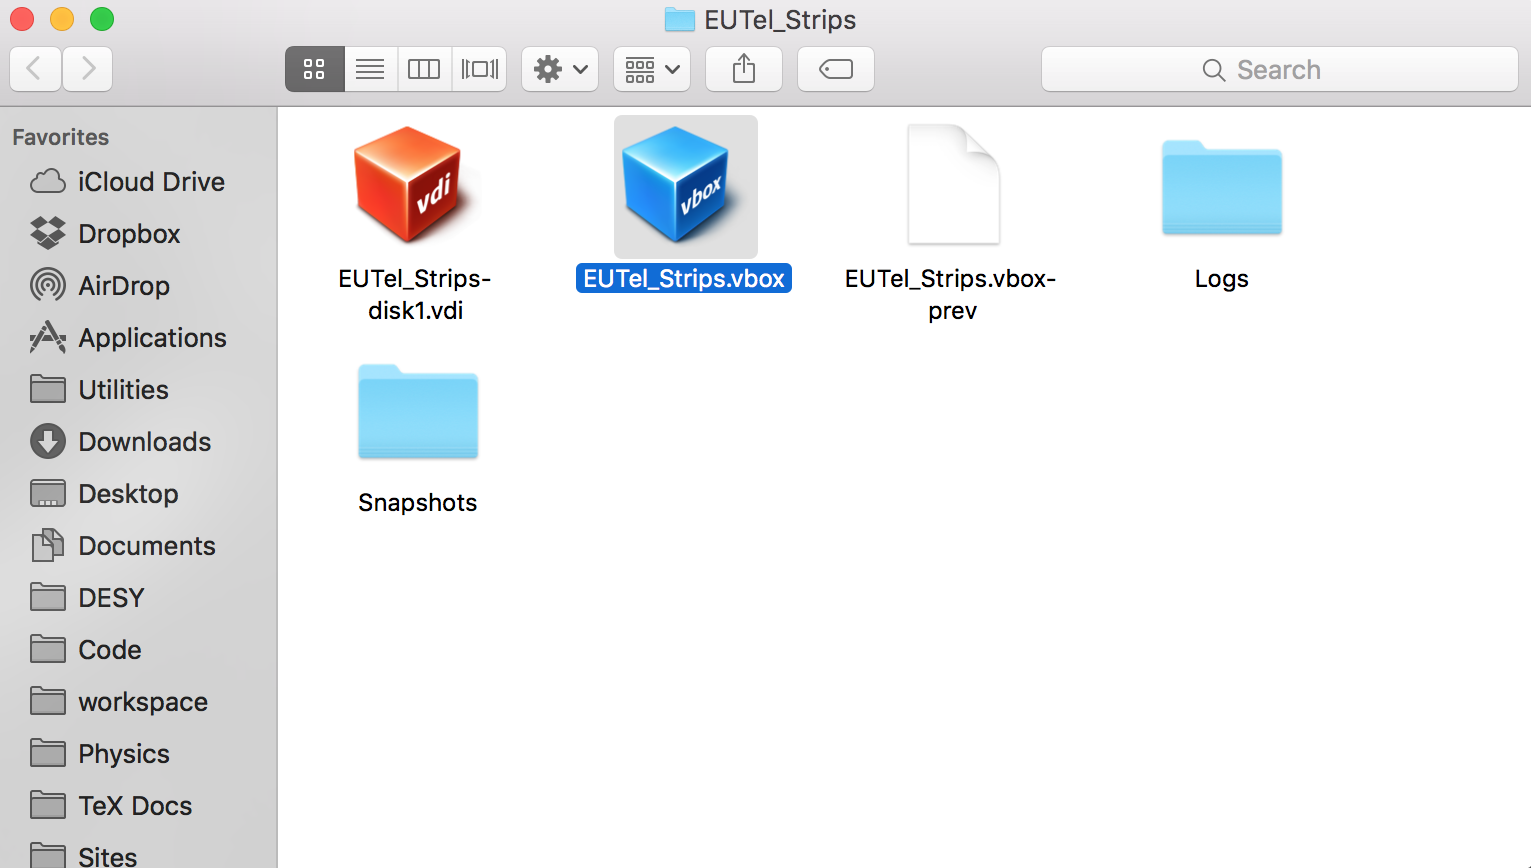 EUTel_Strips
Search
Favorites
iCloud Drive
Dropbox
AirDrop
Applications
Utilities
Downloads
Desktop
Documents
DESY
Code
workspace
Physics
TeX Docs
Sites
vdi
EUTel_Strips-
disk1.vdi
vbox
EUTel_Strips.vbox
EUTel_Strips.vbox-
prev
Logs
Snapshots